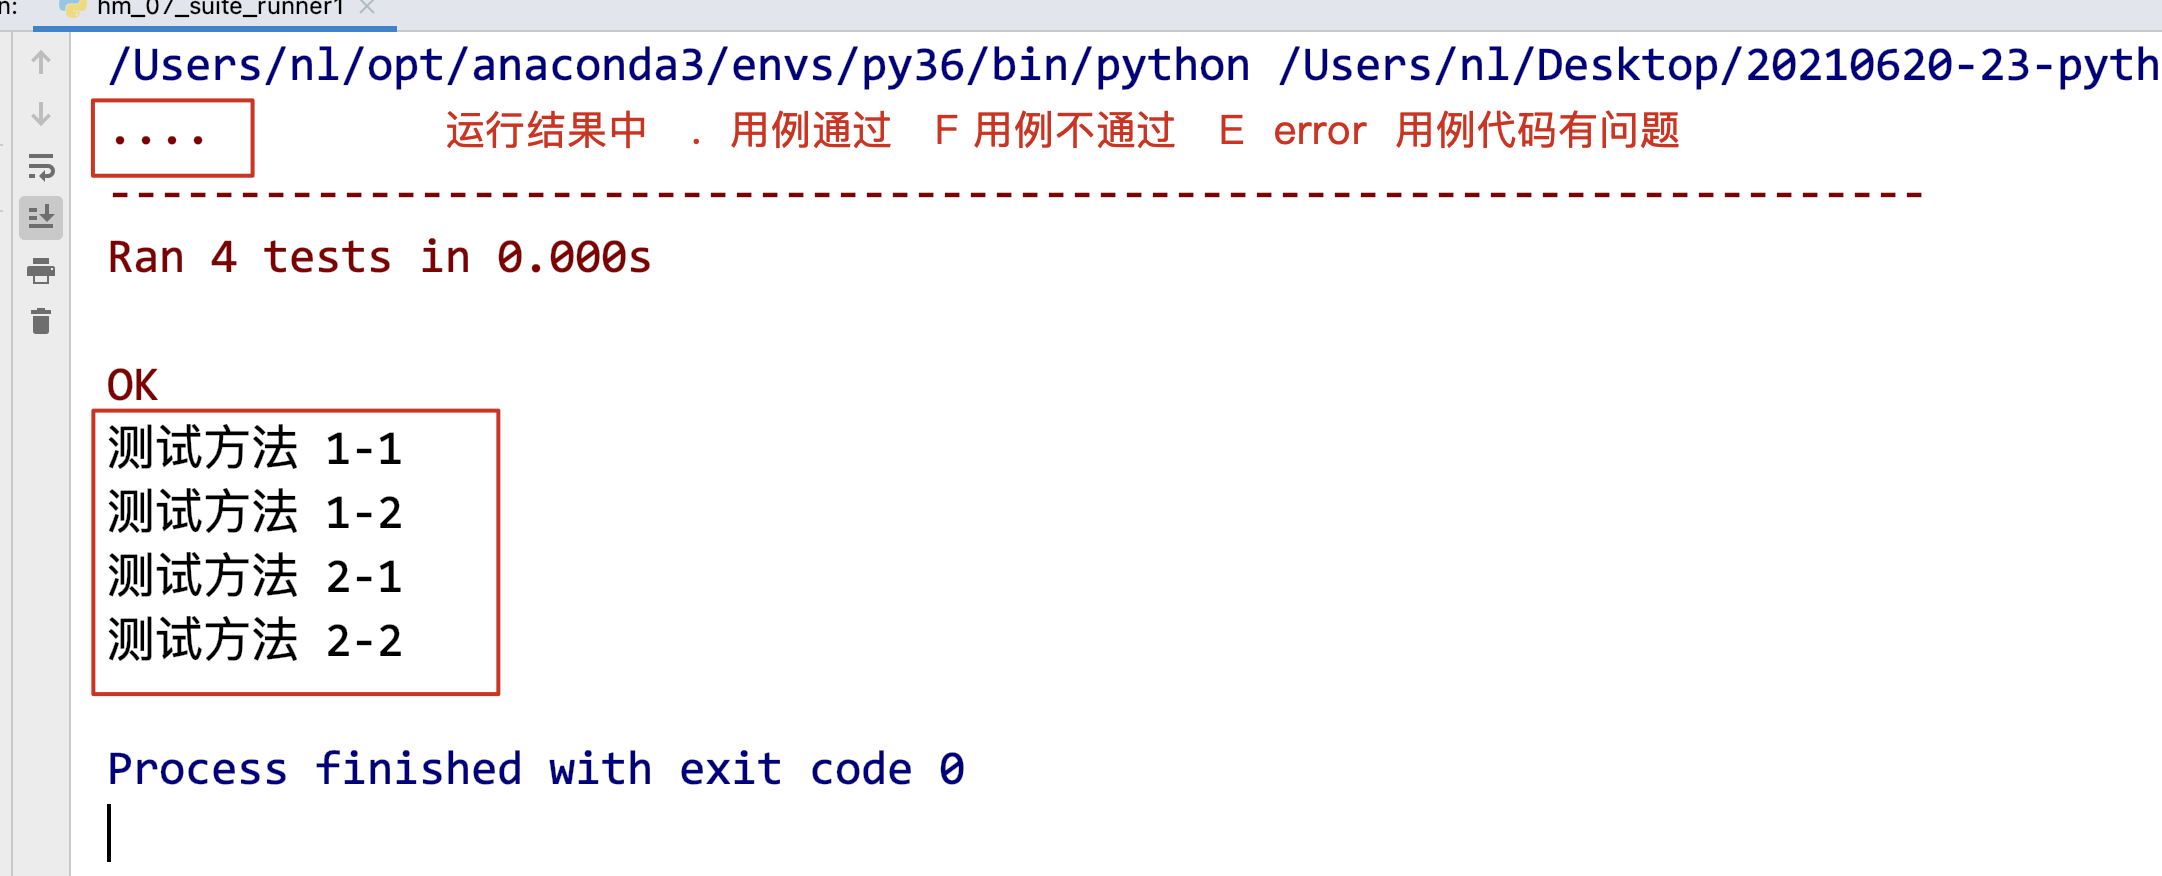 n: hm_07_suite_runner1
/Users/nl/opt/anaconda3/envs/py36/bin/python /Users/nl/Desktop/20210620-23-pyth
.... 运行结果中 . 用例通过 F 用例不通过 E error 用例代码有问题
----------------------------------------------------------------------
Ran 4 tests in 0.000s
OK
测试方法 1-1
测试方法 1-2
测试方法 2-1
测试方法 2-2
Process finished with exit code 0